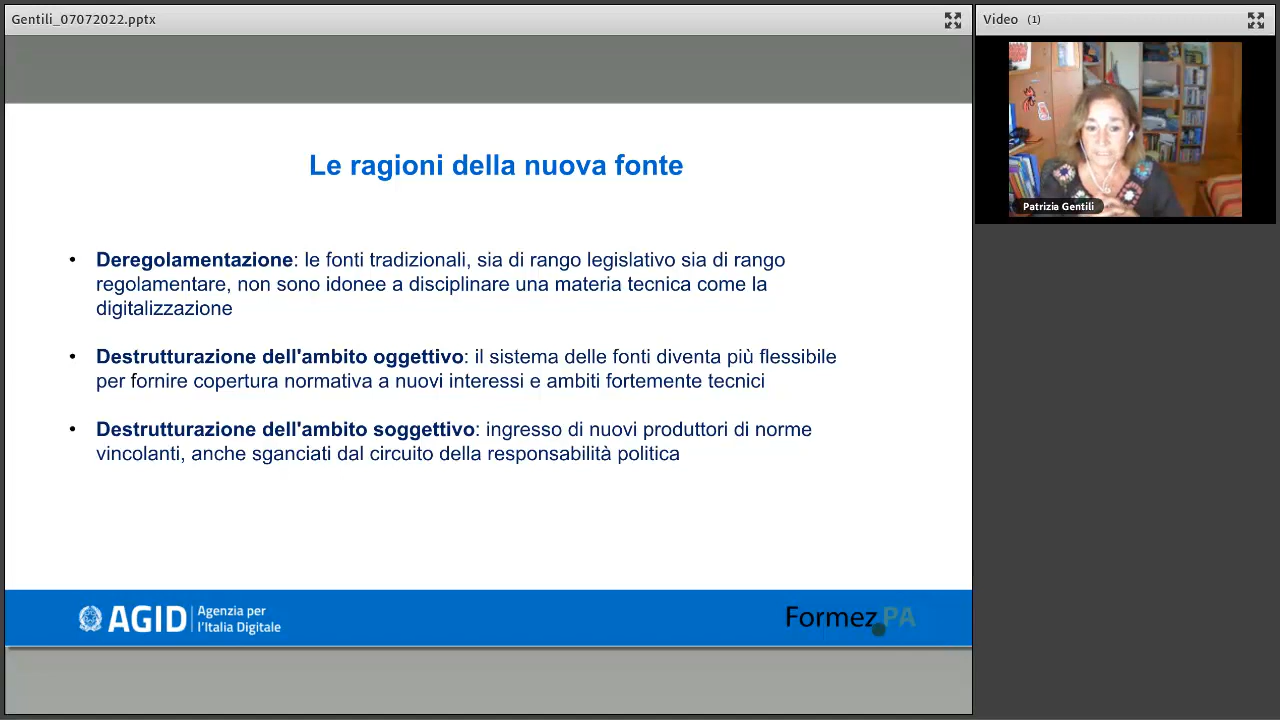 Gentili_07072022.pptx
Video (1)
Patrizia Gentili
Le ragioni della nuova fonte
• Deregolamentazione: le fonti tradizionali, sia di rango legislativo sia di rango
regolamentare, non sono idonee a disciplinare una materia tecnica come la
digitalizzazione
• Destrutturazione dell'ambito oggettivo: il sistema delle fonti diventa più flessibile
per fornire copertura normativa a nuovi interessi e ambiti fortemente tecnici
• Destrutturazione dell'ambito soggettivo: ingresso di nuovi produttori di norme
vincolanti, anche sganciati dal circuito della responsabilità politica
AGID
Agenzia per
l'Italia Digitale
Formez PA